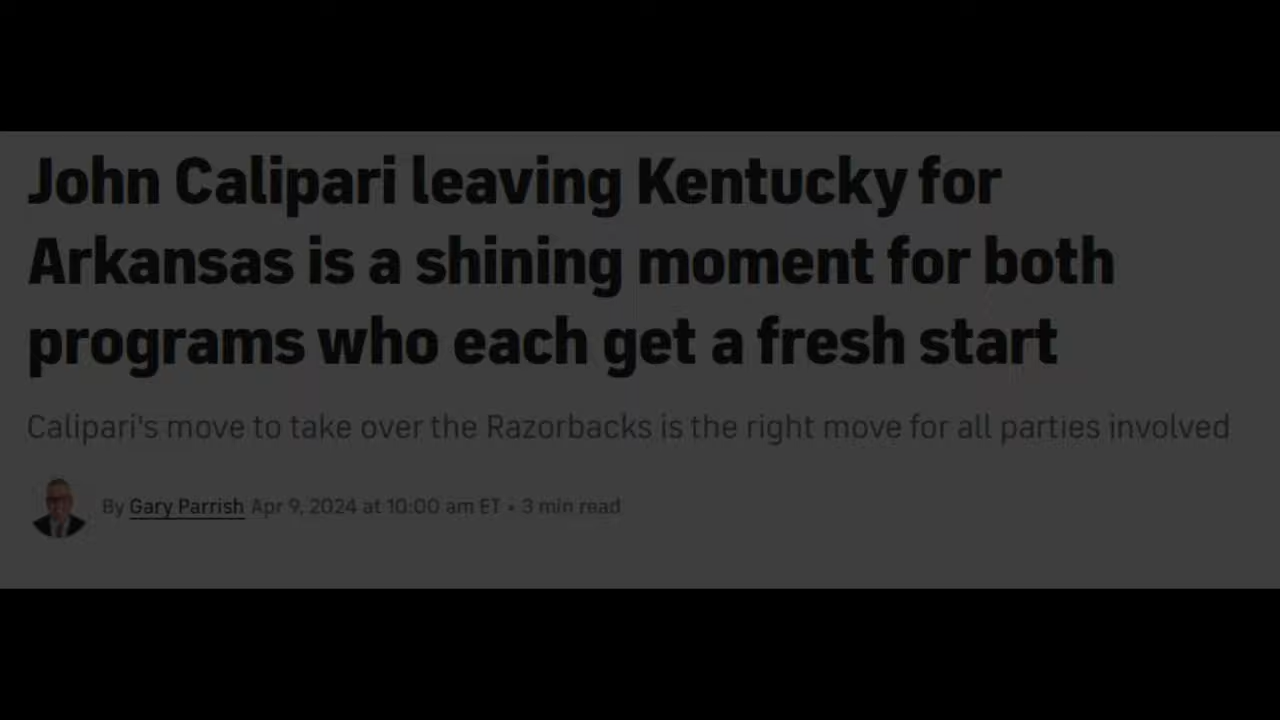 John Calipari leaving Kentucky for
Arkansas is a shining moment for both
programs who each get a fresh start
Calipari's move to take over the Razorbacks is the right move for all parties involved
By Gary Parrish Apr 9, 2024 at 10:00 am ET • 3 min read